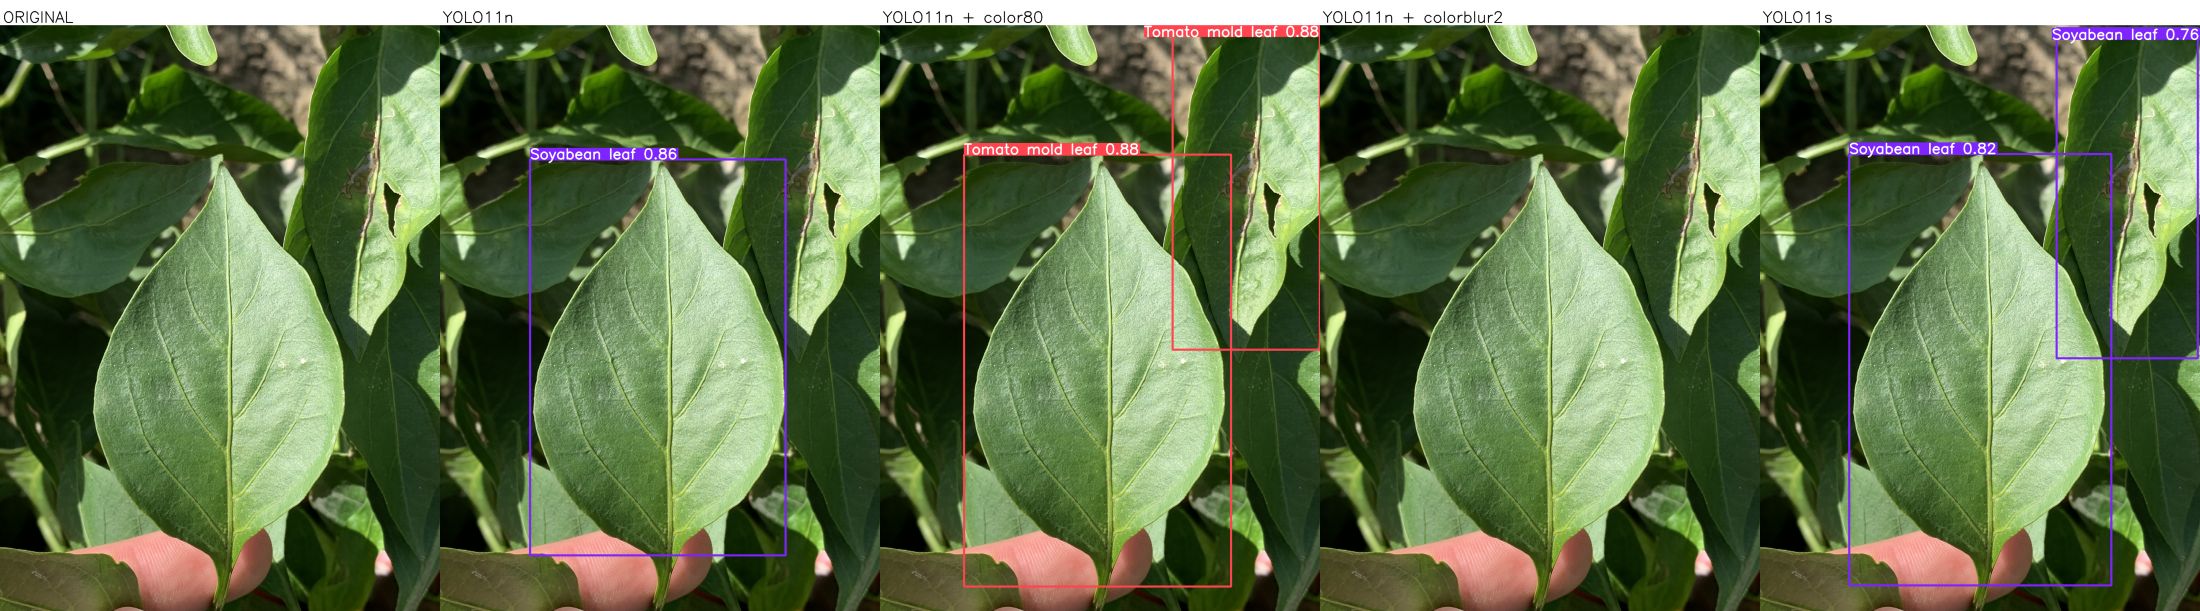 ORIGINAL
YOLO11n
YOLO11n + color80
YOLO11n + colorblur2
YOLO11s
Tomato mold leaf 0.88
Soyabean leaf 0.76
Soyabean leaf 0.86
Tomato mold leaf 0.88
Soyabean leaf 0.82